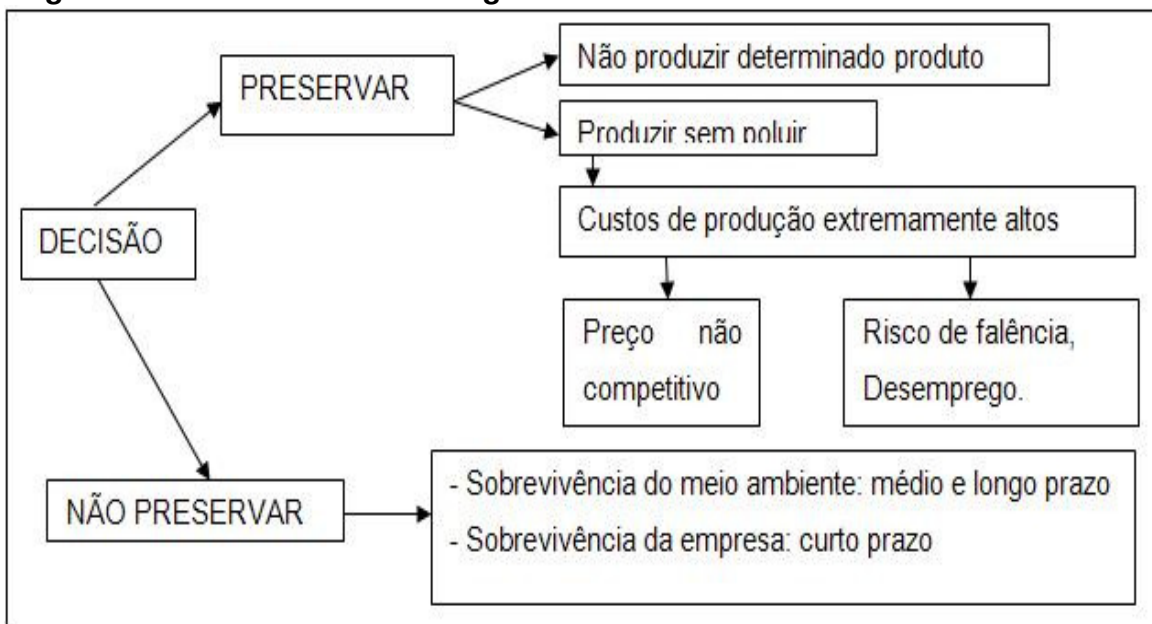 PRESERVAR
Não produzir determinado produto
Produzir sem poluir
DECISÃO
Custos de produção extremamente altos
Preço não
competitivo
Risco de falência,
Desemprego.
NÃO PRESERVAR
- Sobrevivência do meio ambiente: médio e longo prazo
- Sobrevivência da empresa: curto prazo